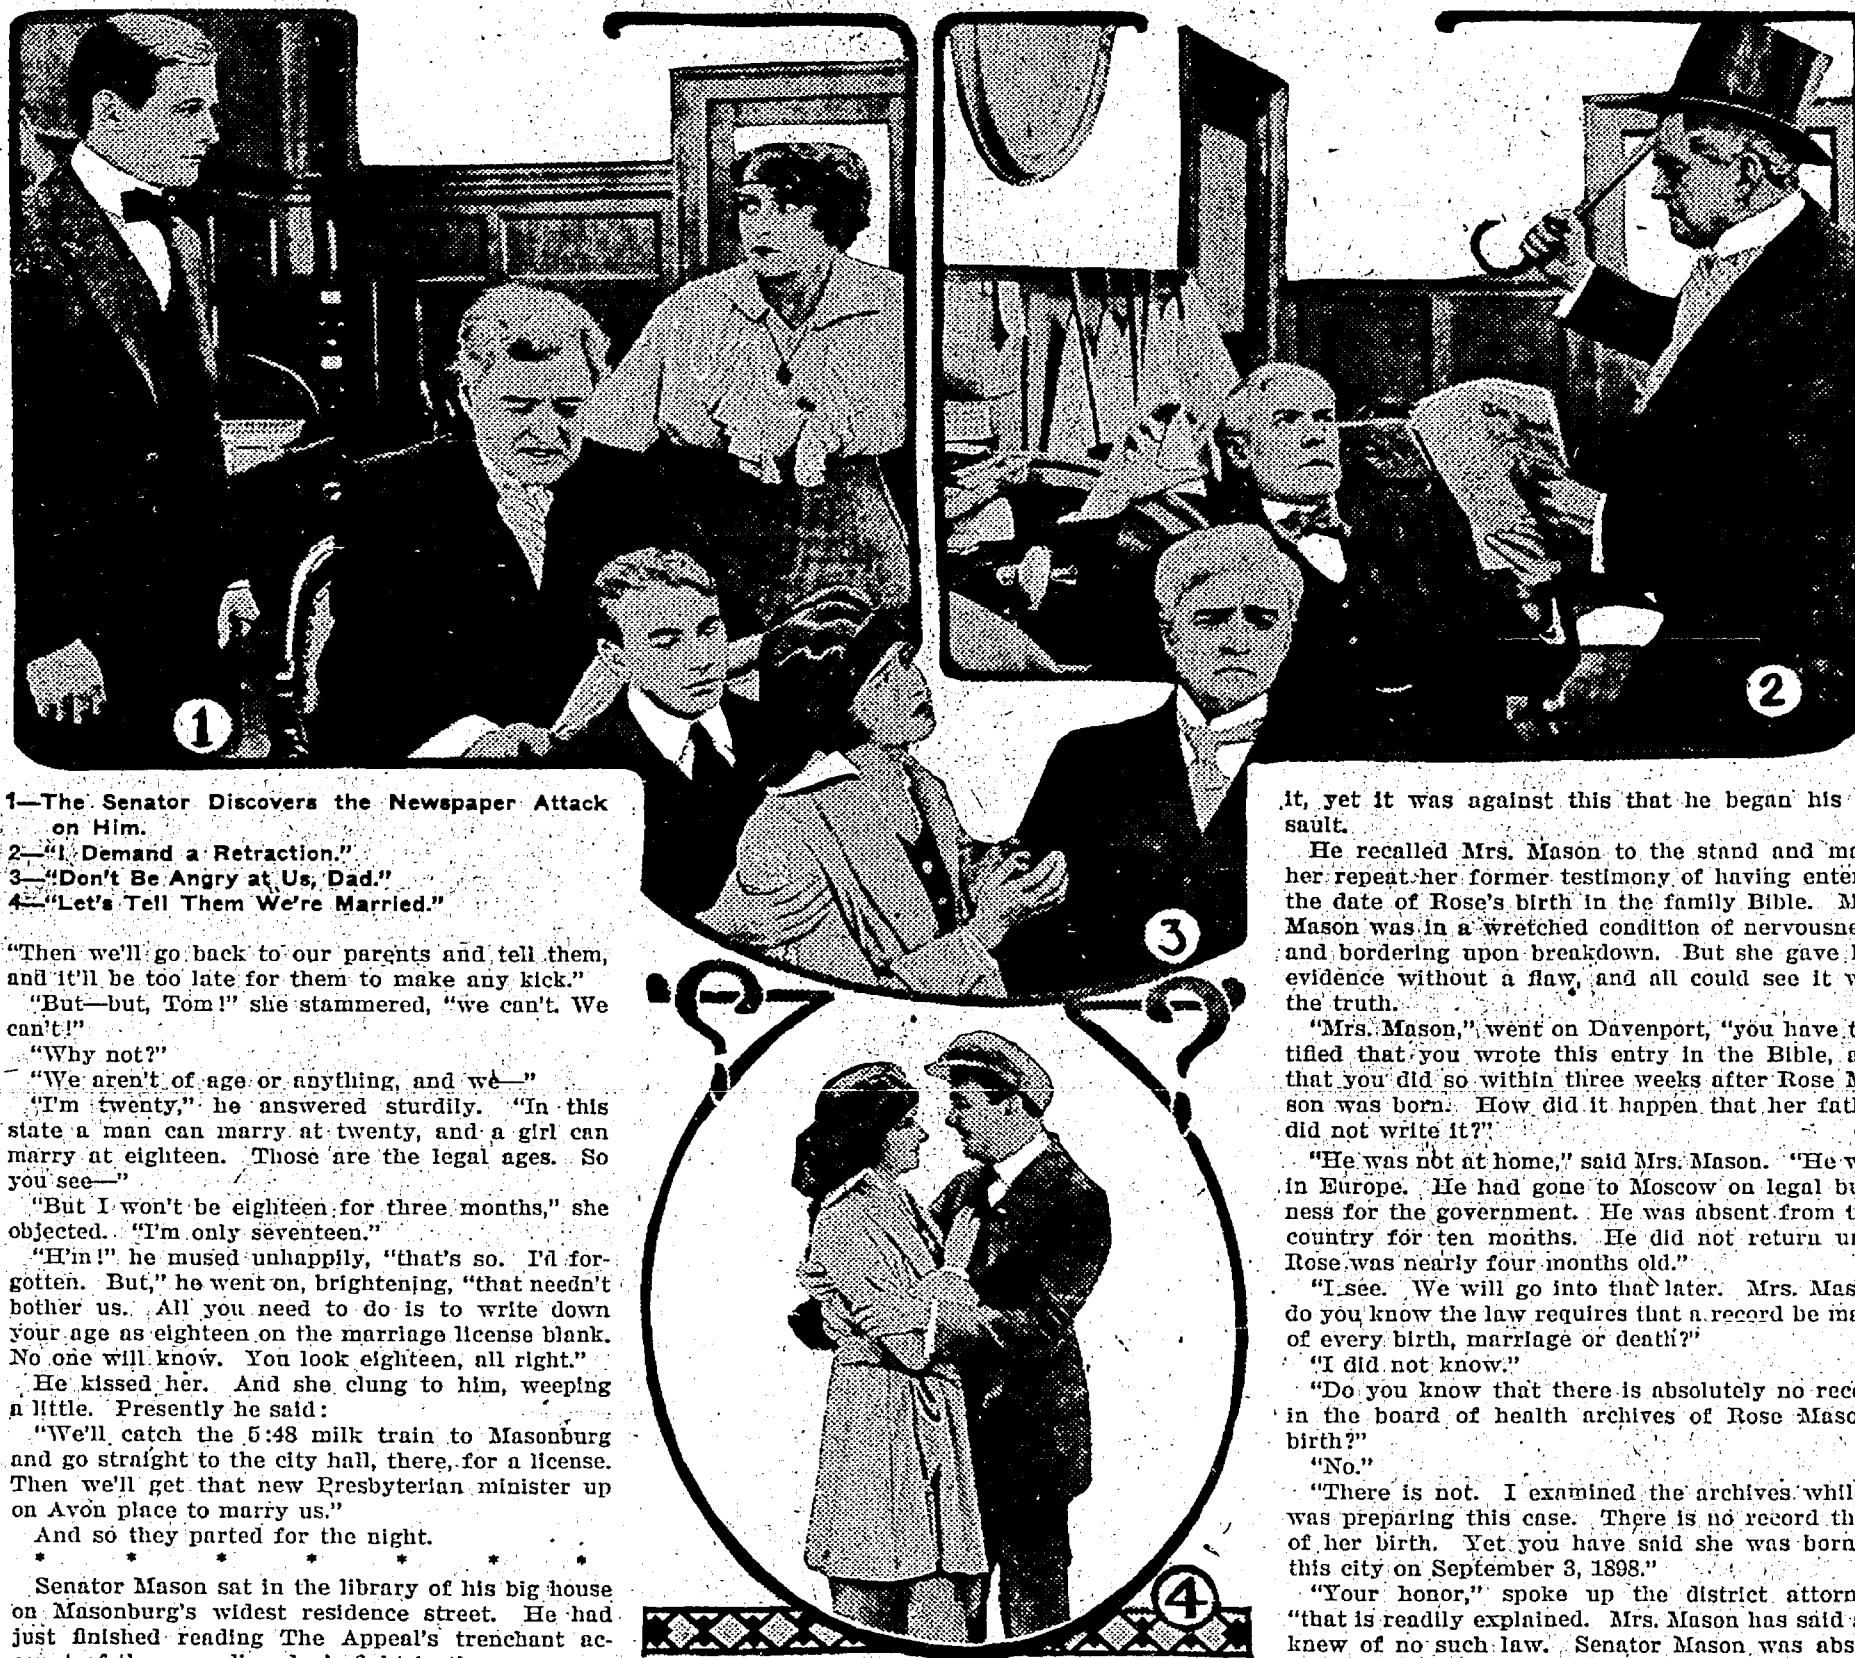 1
2
3
4
1—The Senator Discovers the Newspaper Attack
on Him.
2—"I Demand a Retraction."
3—"Don't Be Angry at Us, Dad."
4—"Let's Tell Them We're Married."
"Then we'll go back to our parents and tell them,
and it'll be too late for them to make any kick."
"But—but, Tom!" she stammered, "we can't. We
can't!"
"Why not?"
"We aren't of age or anything, and we—"
"I'm twenty," he answered sturdily. "In this
state a man can marry at twenty, and a girl can
marry at eighteen. Those are the legal ages. So
you see—"
"But I won't be eighteen for three months," she
objected. "I'm only seventeen."
"H'm!" he mused unhappily, "that's so. I'd for-
gotten. But," he went on, brightening, "that needn't
bother us. All you need to do is to write down
your age as eighteen on the marriage license blank.
No one will know. You look eighteen, all right."
He kissed her. And she clung to him, weeping
a little. Presently he said:
"We'll catch the 5:48 milk train to Masonburg
and go straight to the city hall, there, for a license.
Then we'll get that new Presbyterian minister up
on Avon place to marry us."
And so they parted for the night.
* * * * * * *
Senator Mason sat in the library of his big house
on Masonburg's widest residence street. He had
just finished reading The Appeal's trenchant ac-
it, yet it was against this that he began his
sault.
He recalled Mrs. Mason to the stand and
her repeat her former testimony of having
the date of Rose's birth in the family Bible.
Mason was in a wretched condition of
and bordering upon breakdown. But she gave
evidence without a flaw, and all could see it
the truth.
"Mrs. Mason," went on Davenport, "you have
tified that you wrote this entry in the Bible,
that you did so within three weeks after Rose
son was born. How did it happen that her
did not write it?"
"He was not at home," said Mrs. Mason. "He
in Europe. He had gone to Moscow on legal
ness for the government. He was absent from
country for ten months. He did not return
Rose was nearly four months old."
"I see. We will go into that later. Mrs.
do you know the law requires that a record be
of every birth, marriage or death?"
"I did not know."
"Do you know that there is absolutely no
in the board of health archives of Rose
birth?"
"No."
"There is not. I examined the archives
was preparing this case. There is no record
of her birth. Yet you have said she was born
this city on September 3, 1898."
"Your honor," spoke up the district
"that is readily explained. Mrs. Mason has said
knew of no such law. Senator Mason was